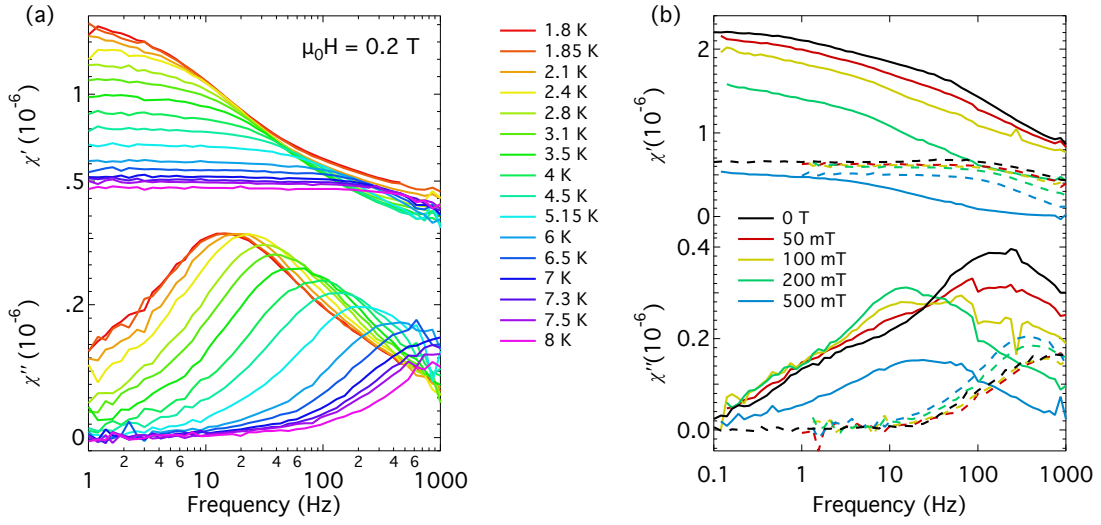 (a)
μ₀H = 0.2 T
χ′ (10⁻⁶)
1
.5
χ″ (10⁻⁶)
.2
0
1
2
4
6
10
2
4
6
100
2
4
6
1000
Frequency (Hz)
1.8 K
1.85 K
2.1 K
2.4 K
2.8 K
3.1 K
3.5 K
4 K
4.5 K
5.15 K
6 K
6.5 K
7 K
7.3 K
7.5 K
8 K
(b)
χ′(10⁻⁶)
2
1
0
0 T
50 mT
100 mT
200 mT
500 mT
χ″(10⁻⁶)
0.4
0.2
0.0
0.1
1
10
100
1000
Frequency (Hz)